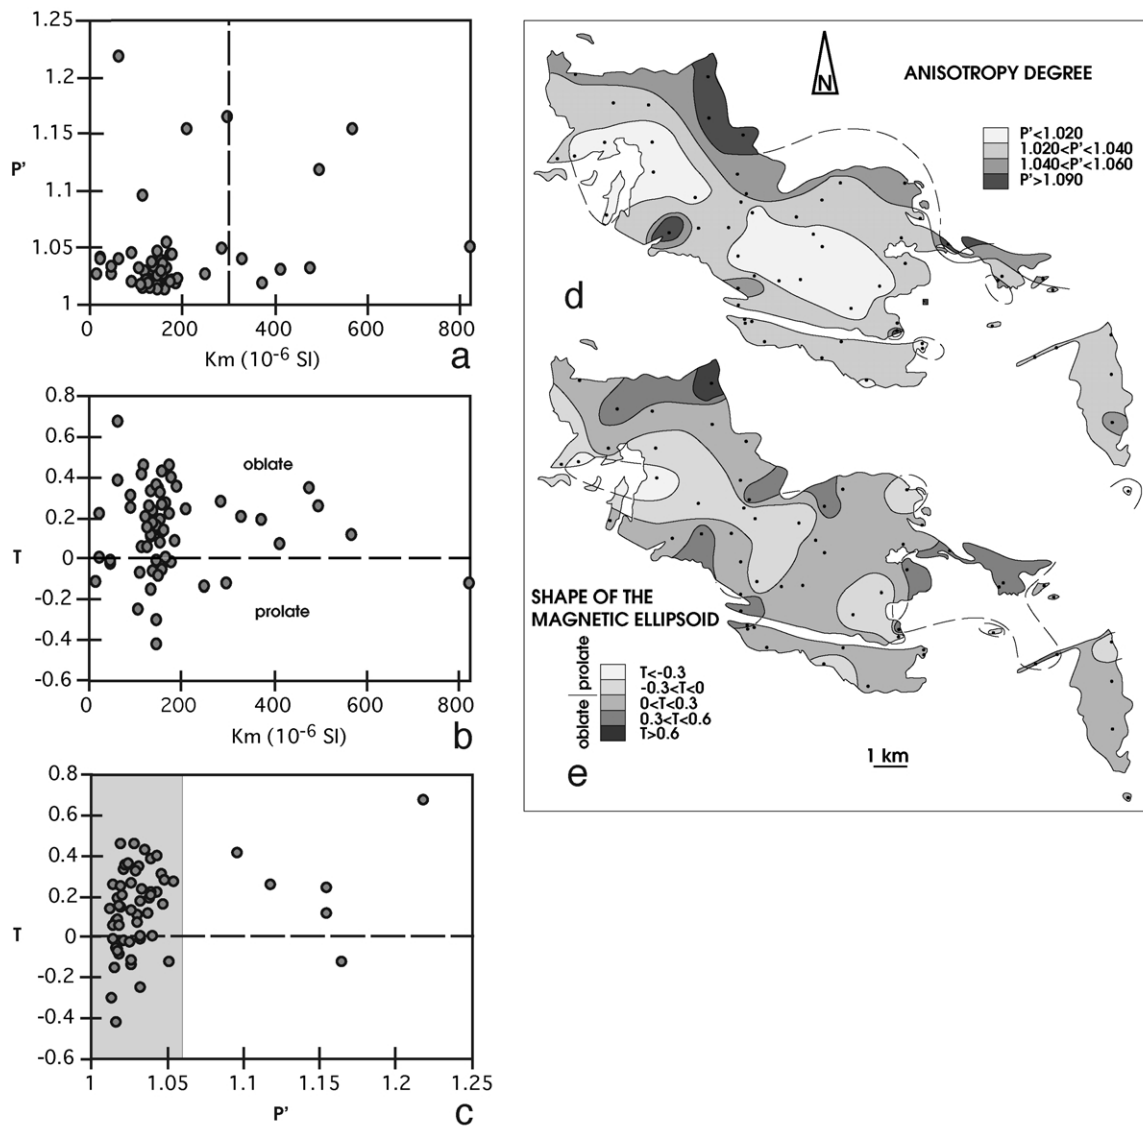 1.25
1.2
1.15
P'
1.1
1.05
1
0
200
400
600
800
Km (10-6 SI)
a
0.8
0.6
0.4
oblate
0.2
T
0
-0.2
prolate
-0.4
-0.6
0
200
400
600
800
Km (10-6 SI)
b
0.8
0.6
0.4
0.2
T
0
-0.2
-0.4
-0.6
1
1.05
1.1
1.15
1.2
1.25
P'
c
N
ANISOTROPY DEGREE
P'<1.020
1.020<P'<1.040
1.040<P'<1.060
P'>1.090
d
SHAPE OF THE
MAGNETIC ELLIPSOID
prolate
oblate
T<-0.3
-0.3<T<0
0<T<0.3
0.3<T<0.6
T>0.6
1 km
e